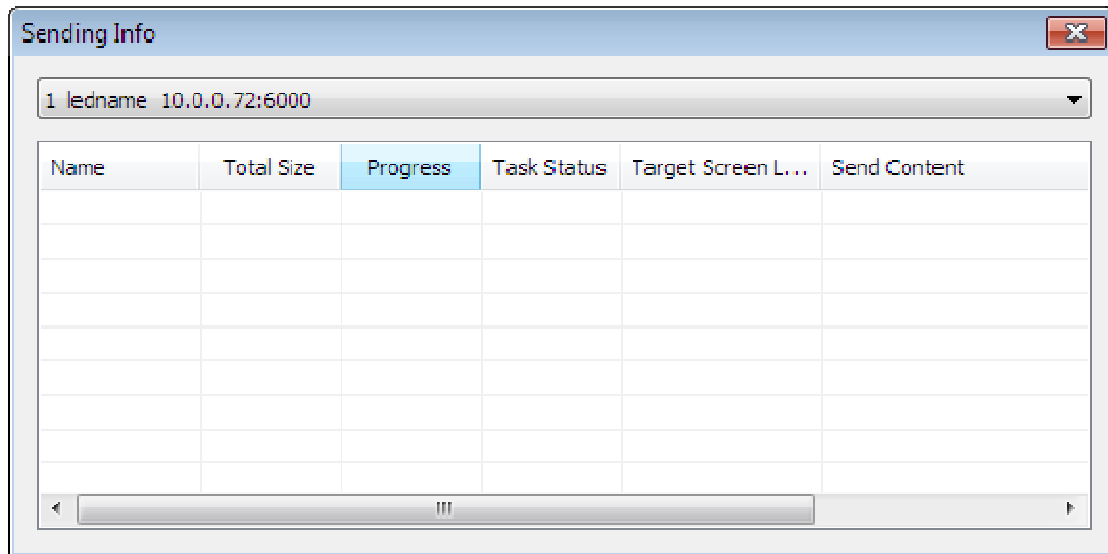 Sending Info
1 ledname 10.0.0.72:6000
Name Total Size Progress Task Status Target Screen L... Send Content